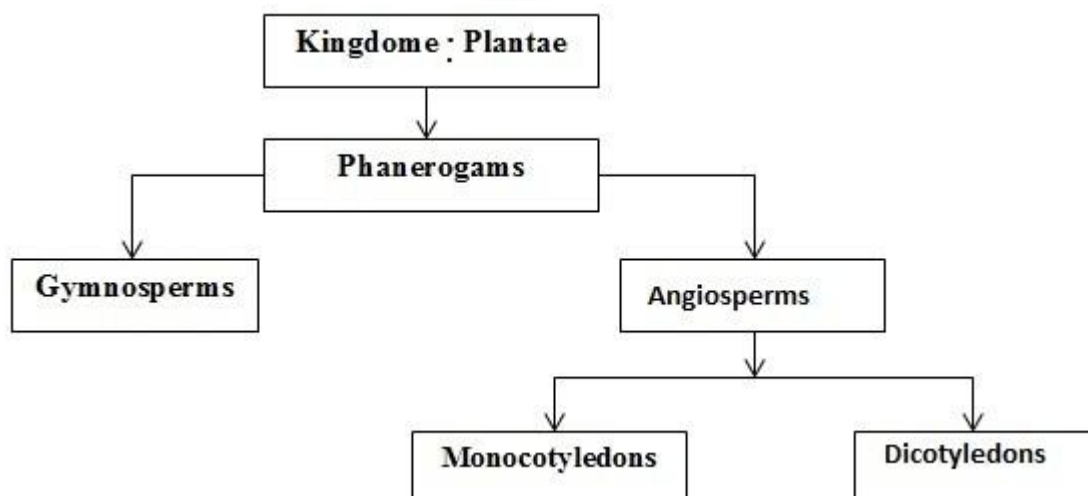 Kingdome : Plantae
Phanerogams
Gymnosperms
Angiosperms
Monocotyledons
Dicotyledons